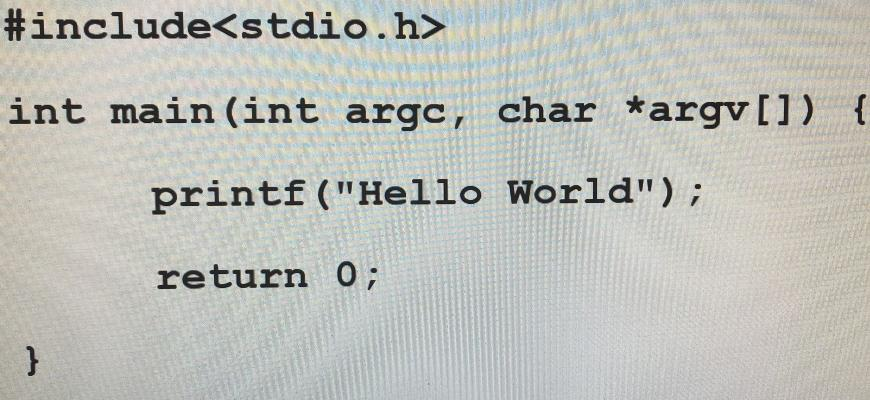 #include<stdio.h>
int main(int argc, char *argv[]) {
printf("Hello World");
return 0;
}